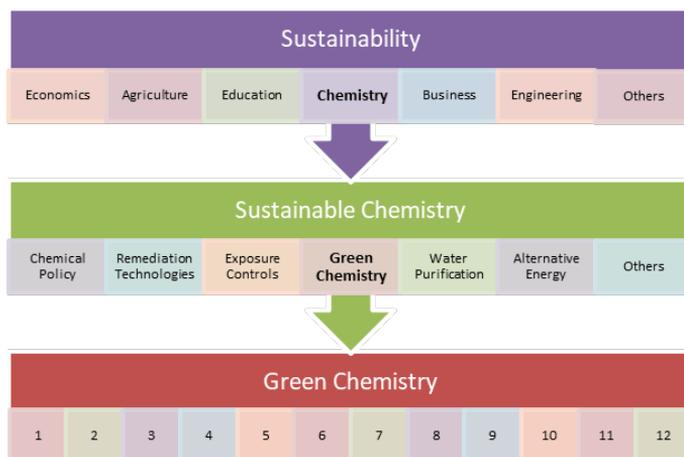 Sustainability
Economics Agriculture Education Chemistry Business Engineering Others
Sustainable Chemistry
Chemical Policy Remediation Technologies Exposure Controls Green Chemistry Water Purification Alternative Energy Others
Green Chemistry
1 2 3 4 5 6 7 8 9 10 11 12